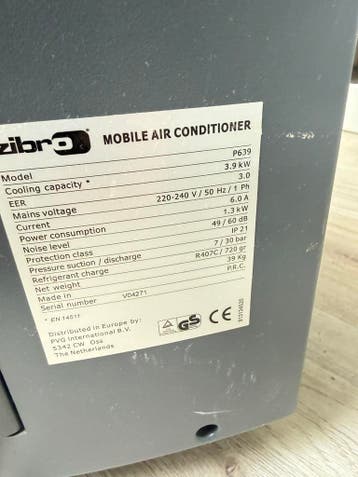 zibro
MOBILE AIR CONDITIONER
Model P639
Cooling capacity * 3.9 kW
EER 3.0
Mains voltage 220-240 V / 50 Hz / 1 Ph
Current 6.0 A
Power consumption 1.3 kW
Noise level 49 / 60 dB
Protection class IP 21
Pressure suction / discharge 7 / 30 bar
Refrigerant charge R407C / 720 gr
Net weight 39 Kg
Made in P.R.C.
Serial number V04271
* EN 14511
Distributed in Europe by:
PVG International B.V.
5342 CW Oss
The Netherlands
GS CE